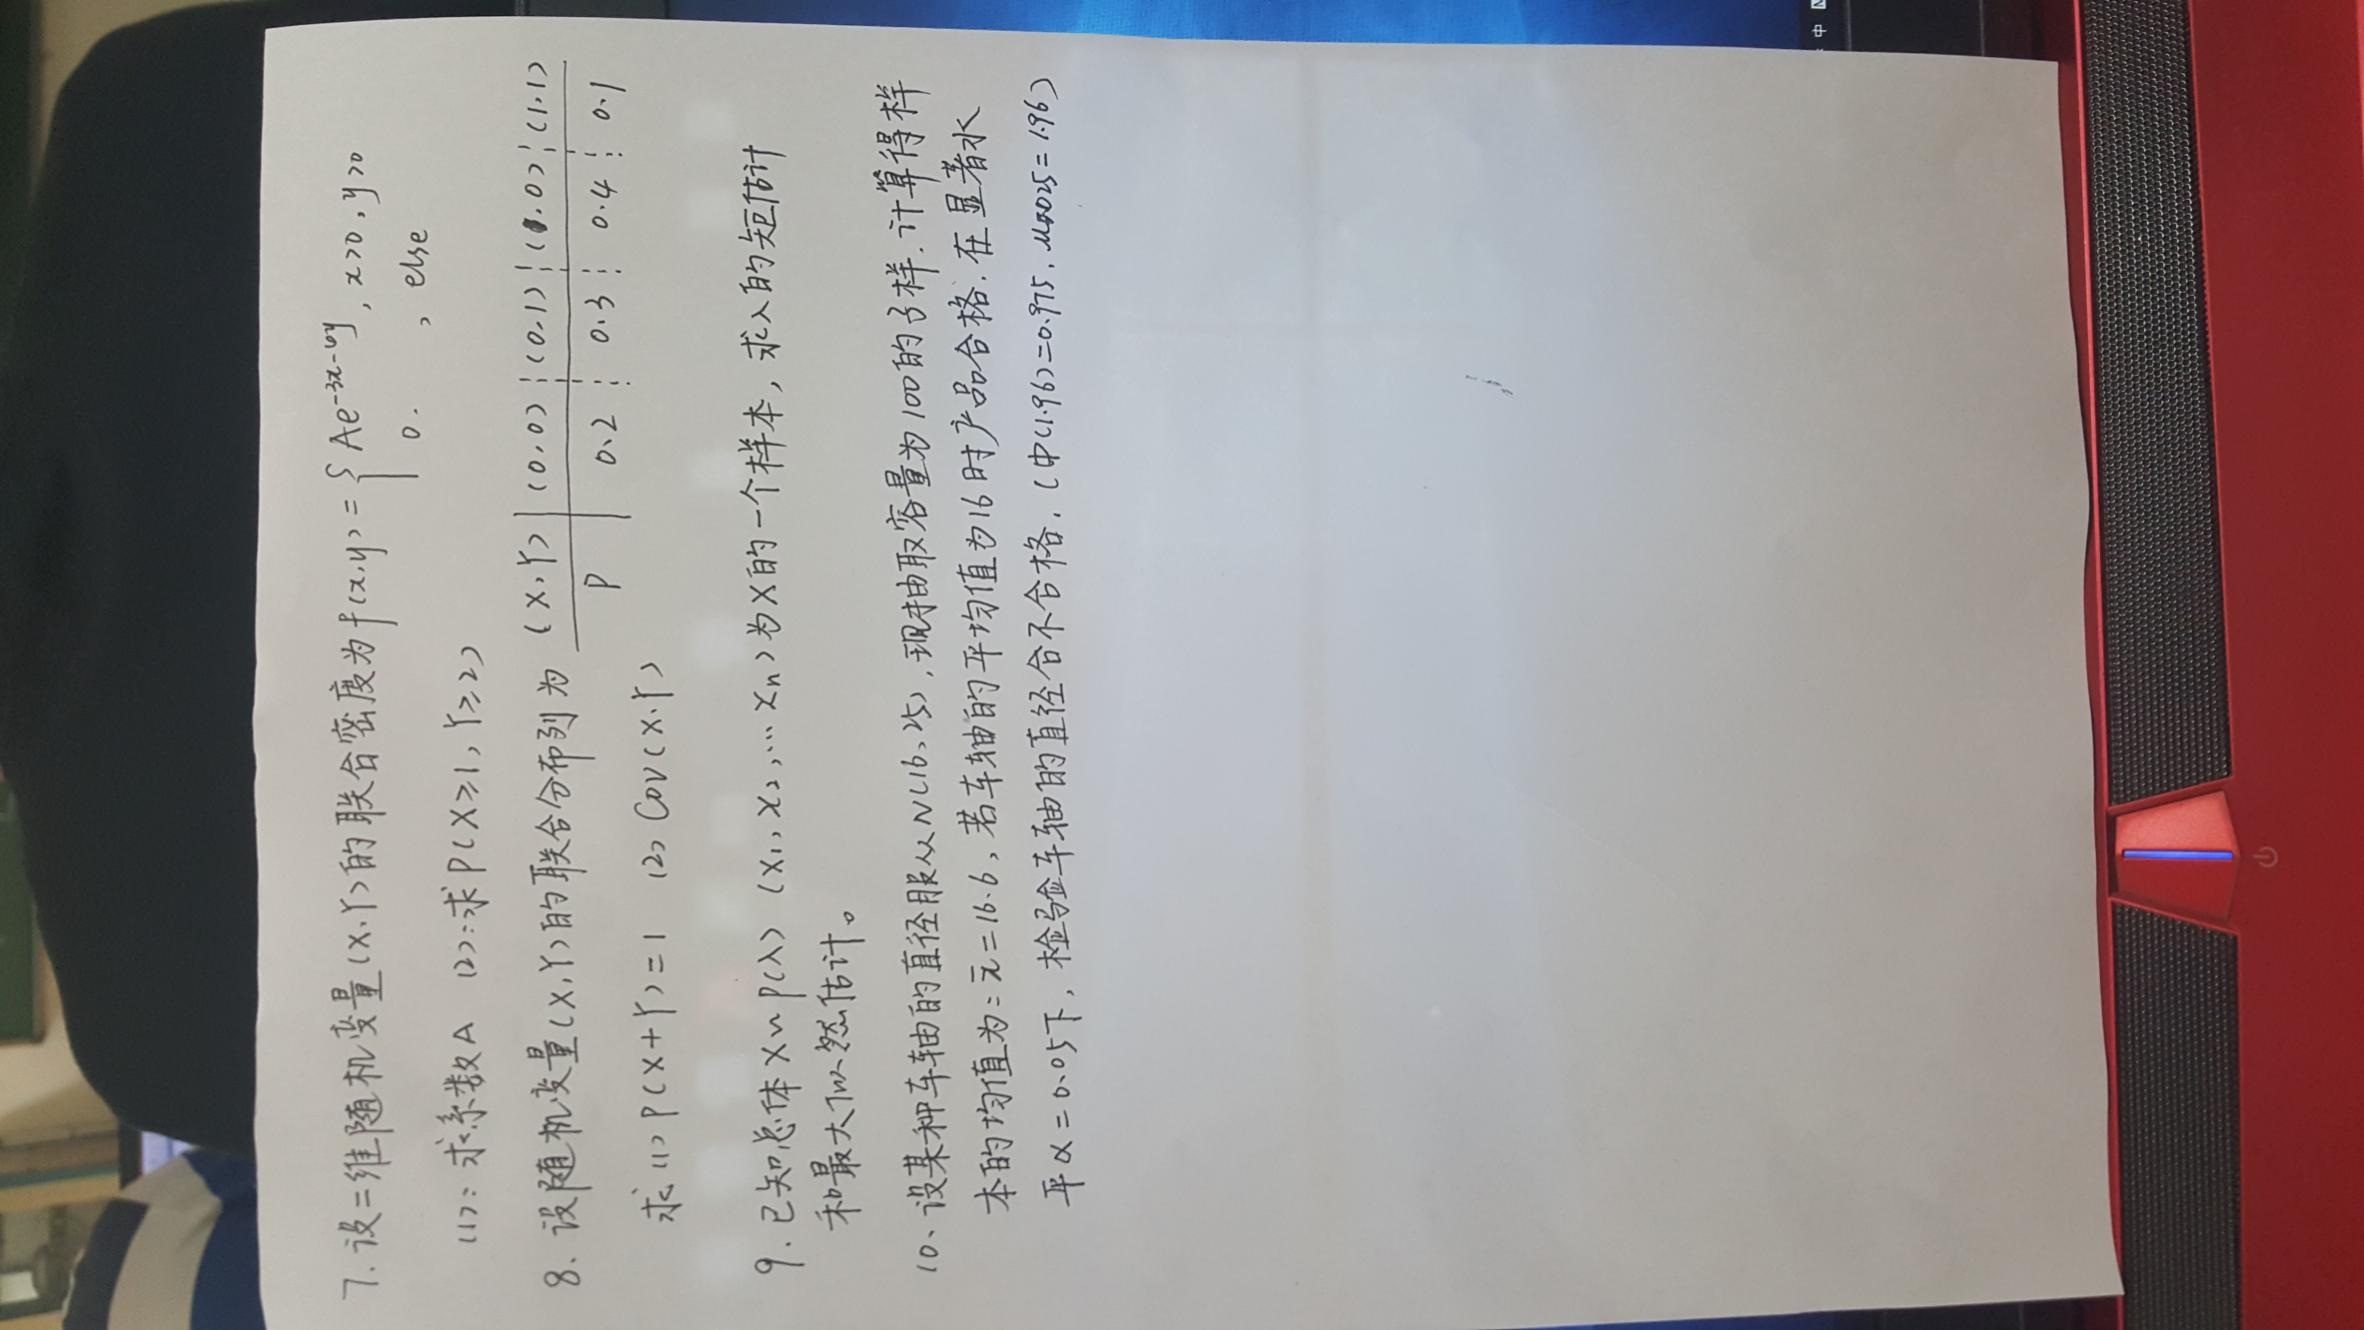 7. 设二维随机变量(X,Y)的联合密度为f(x,y)={Ae^{-3x-6y}, x>0, y>0
0. , else
(1): 求系数A (2): 求P(X≥1, Y≥2)
8. 设随机变量(X,Y)的联合分布列为 (X,Y) | (0,0) | (0,1) | (1,0) | (1,1)
P | 0.2 | 0.3 | 0.4 | 0.1
求(1) P(X+Y)=1 (2) Cov(X,Y)
9. 已知总体X~P(λ) (X1, X2, … Xn)为X的一个样本, 求λ的矩估计
和最大似然估计。
10、设某种车轴的直径服从N(16,25), 现抽取容量为100的子样. 计算得样
本的均值为: x̄=16.6, 若车轴的平均值为16时产品合格. 在显著水
平α=0.05下, 检验车轴的直径合不合格. (Φ(1.96)=0.975, μ0.025=1.96)
中